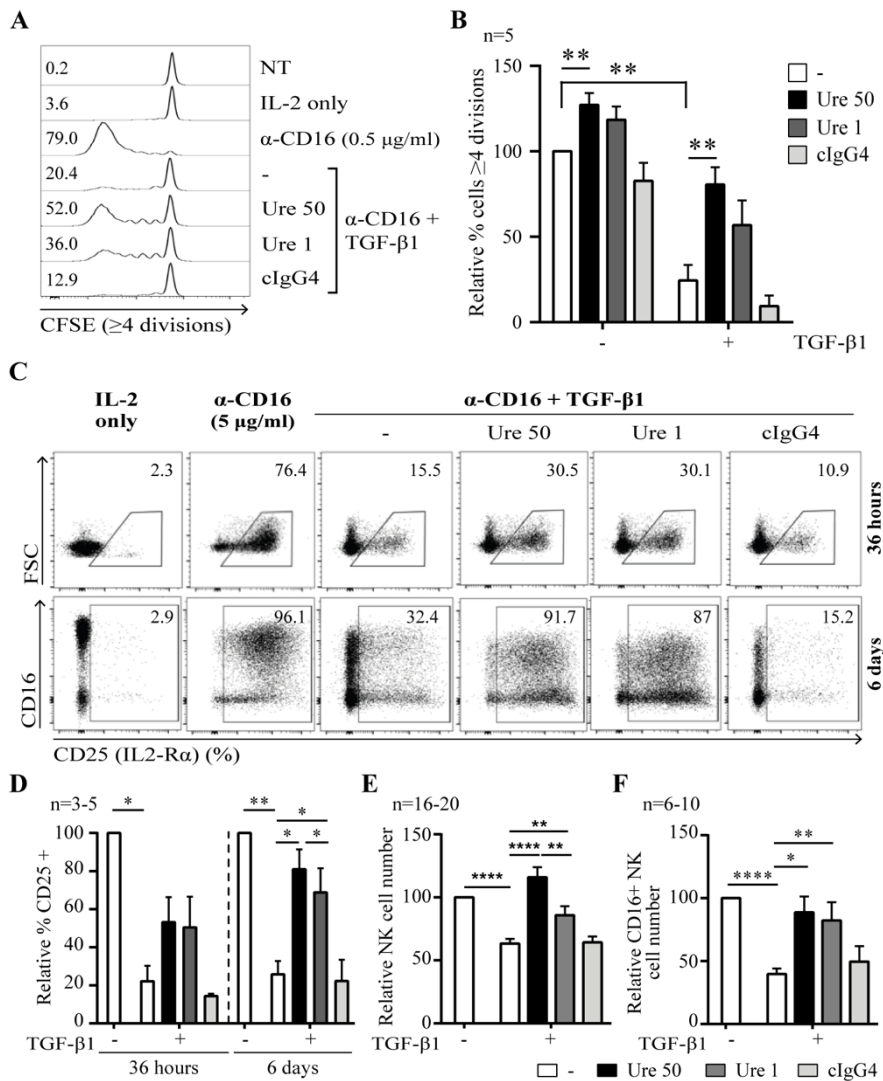 A
0.2 NT
3.6 IL-2 only
79.0 α-CD16 (0.5 µg/ml)
20.4 -
52.0 Ure 50
36.0 Ure 1
12.9 cIgG4
α-CD16 +
TGF-β1
CFSE (≥4 divisions)
B
n=5
Relative % cells ≥4 divisions
150
100
50
0
** ** **
-
Ure 50
Ure 1
cIgG4
- + TGF-β1
C
IL-2
only
α-CD16
(5 µg/ml)
α-CD16 + TGF-β1
- Ure 50 Ure 1 cIgG4
FSC
2.3 76.4 15.5 30.5 30.1 10.9
36 hours
CD16
2.9 96.1 32.4 91.7 87 15.2
6 days
CD25 (IL2-Rα) (%)
D
n=3-5
Relative % CD25 +
100
80
60
40
20
0
* ** * * *
TGF-β1 - + - +
36 hours 6 days
E
n=16-20
Relative NK cell number
150
100
50
0
**** **** ** **
- +
F
n=6-10
Relative CD16+ NK
cell number
150
100
50
0
**** * **
TGF-β1 - +
- Ure 50 Ure 1 cIgG4